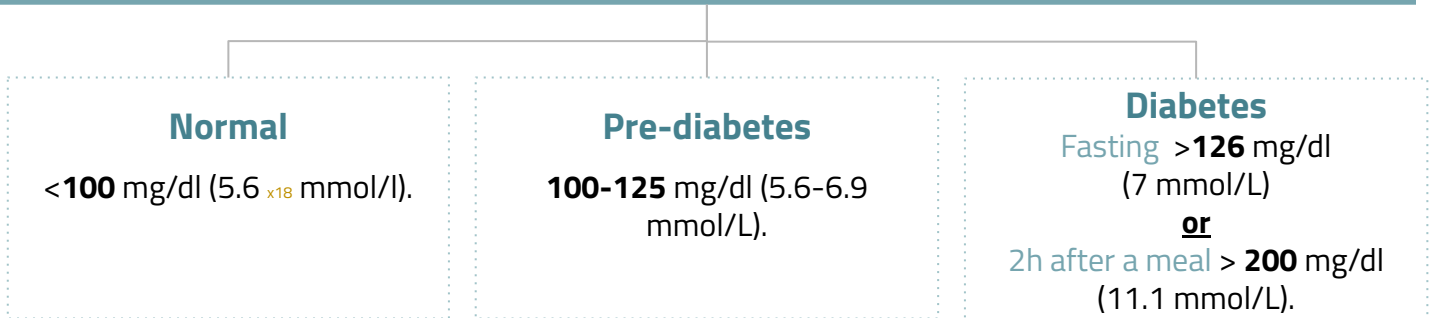 Normal
<100 mg/dl (5.6 x18 mmol/l).
Pre-diabetes
100-125 mg/dl (5.6-6.9
mmol/L).
Diabetes
Fasting >126 mg/dl
(7 mmol/L)
or
2h after a meal > 200 mg/dl
(11.1 mmol/L).